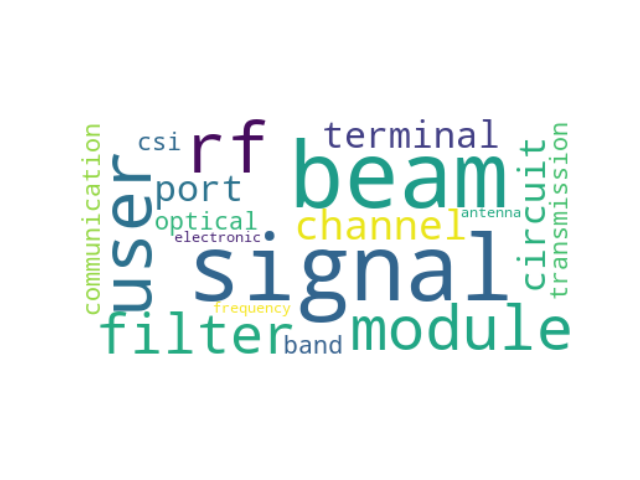 communication
user
csi
rf
port
optical
electronic
terminal
beam
channel
antenna
circuit
transmission
signal
frequency
filter
band
module